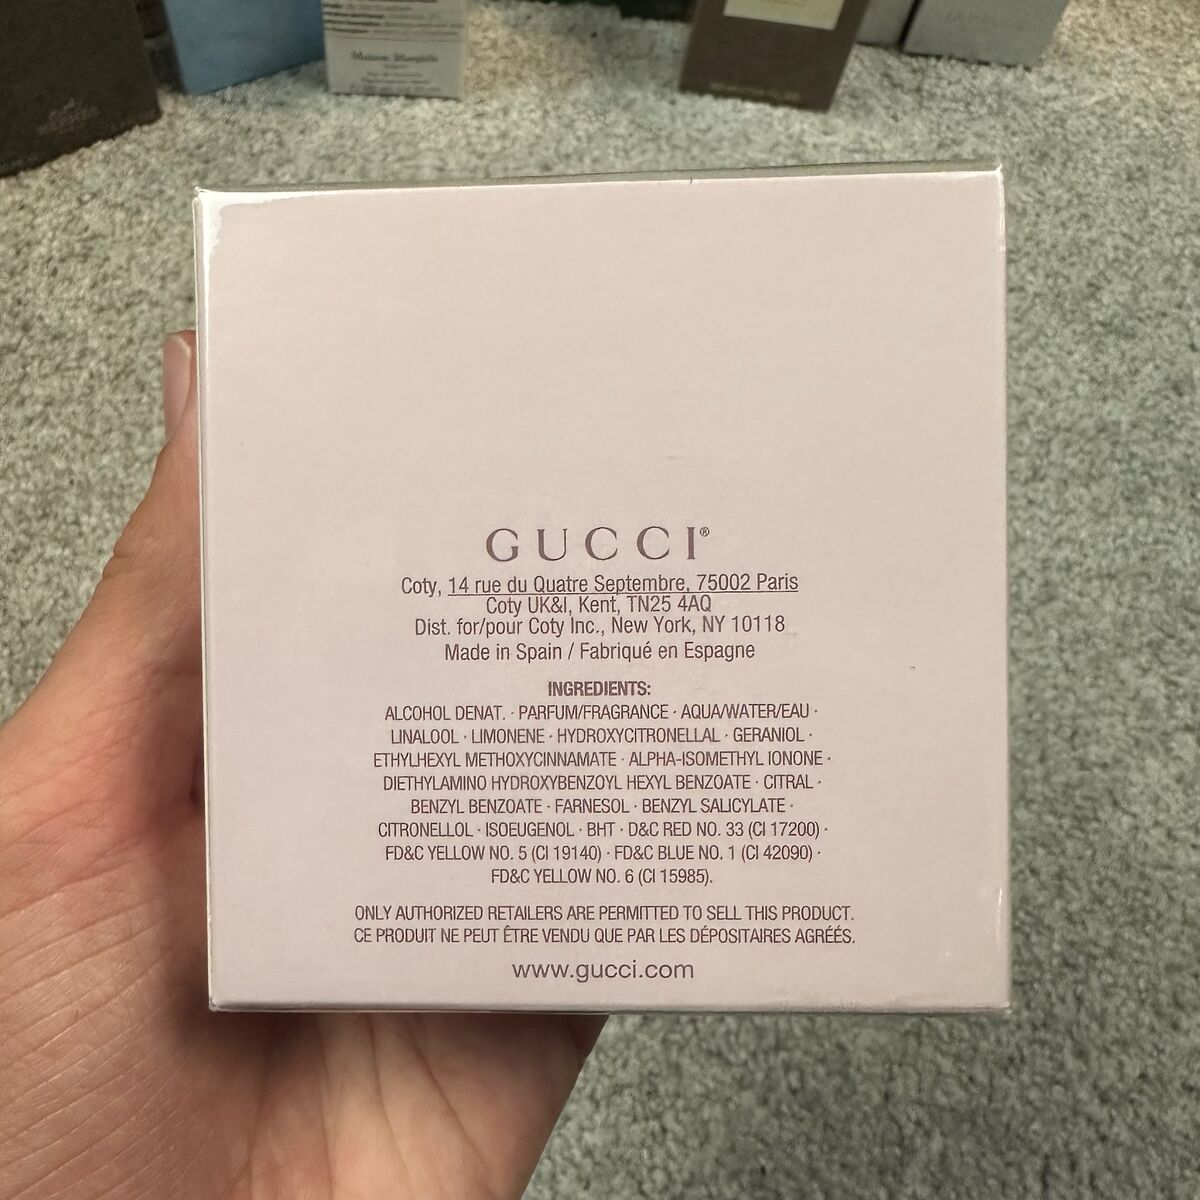 GUCCI®
Coty, 14 rue du Quatre Septembre, 75002 Paris
Coty UK&I, Kent, TN25 4AQ
Dist. for/pour Coty Inc., New York, NY 10118
Made in Spain / Fabriqué en Espagne
INGREDIENTS:
ALCOHOL DENAT. · PARFUM/FRAGRANCE · AQUA/WATER/EAU ·
LINALOOL · LIMONENE · HYDROXYCITRONELLAL · GERANIOL ·
ETHYLHEXYL METHOXYCINNAMATE · ALPHA-ISOMETHYL IONONE ·
DIETHYLAMINO HYDROXYBENZOYL HEXYL BENZOATE · CITRAL ·
BENZYL BENZOATE · FARNESOL · BENZYL SALICYLATE ·
CITRONELLOL · ISOEUGENOL · BHT · D&C RED NO. 33 (CI 17200) ·
FD&C YELLOW NO. 5 (CI 19140) · FD&C BLUE NO. 1 (CI 42090) ·
FD&C YELLOW NO. 6 (CI 15985).
ONLY AUTHORIZED RETAILERS ARE PERMITTED TO SELL THIS PRODUCT.
CE PRODUIT NE PEUT ÊTRE VENDU QUE PAR LES DÉPOSITAIRES AGRÉÉS.
www.gucci.com